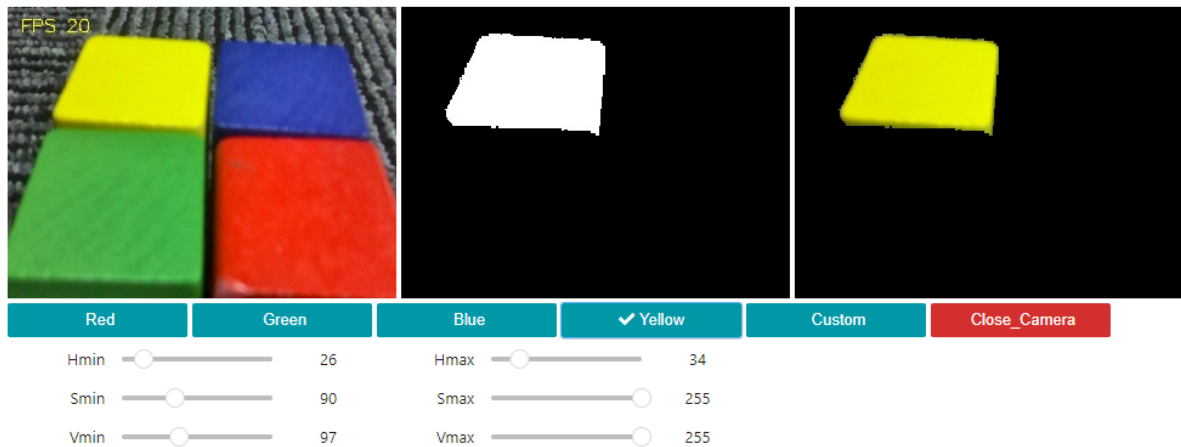 FPS 20
Red Green Blue ✔ Yellow Custom Close_Camera
Hmin 26 Hmax 34
Smin 90 Smax 255
Vmin 97 Vmax 255